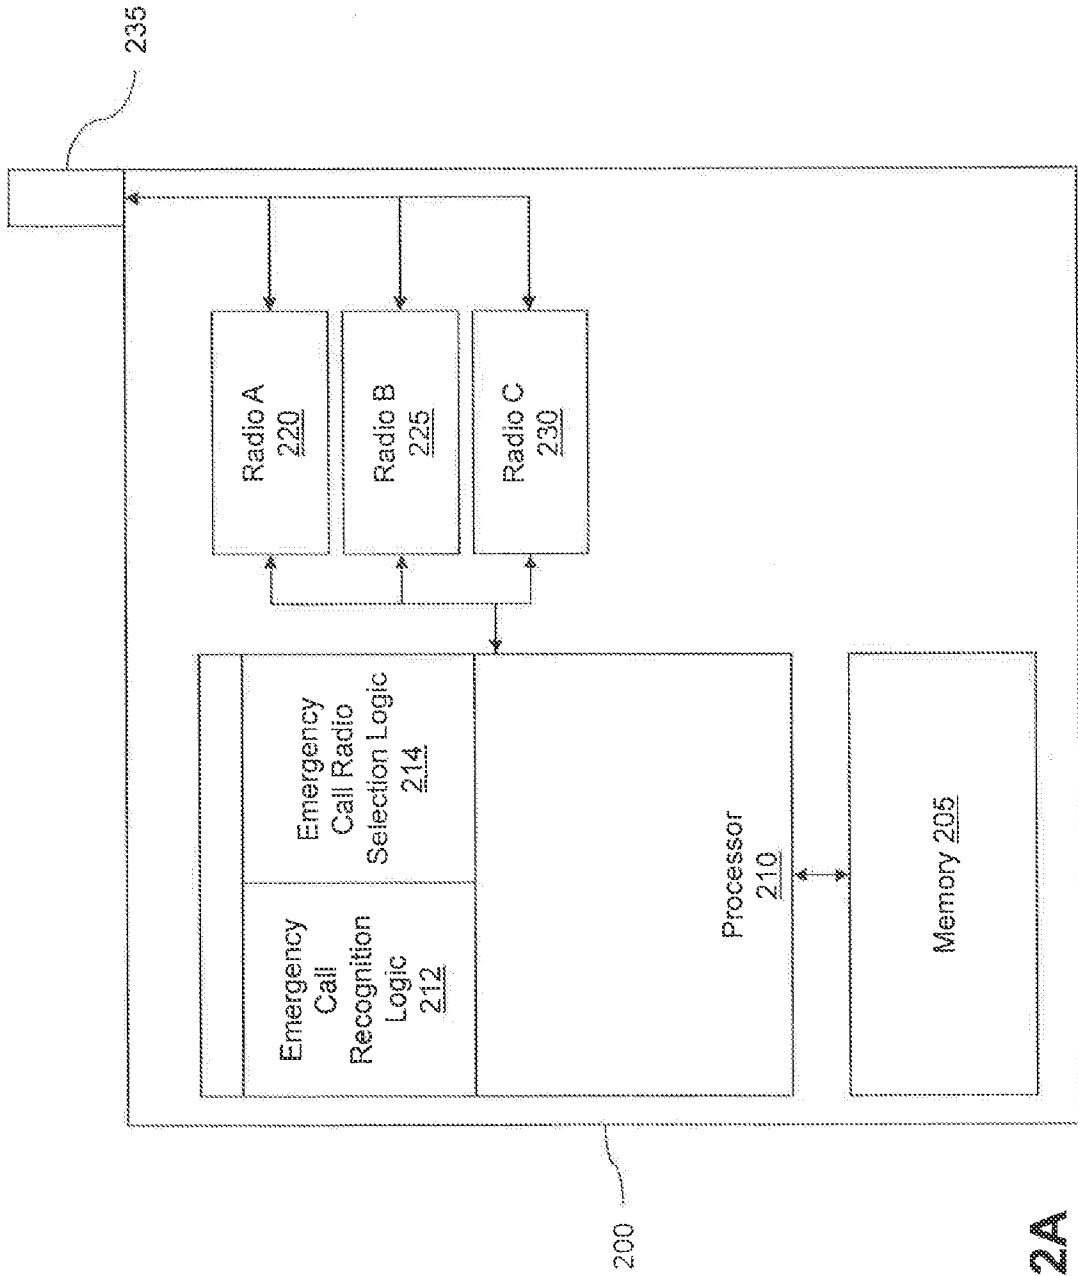 235
Radio A
220
Radio B
225
Radio C
230
Emergency
Call
Recognition
Logic
212
Emergency
Call Radio
Selection Logic
214
Processor
210
Memory 205
200
2A